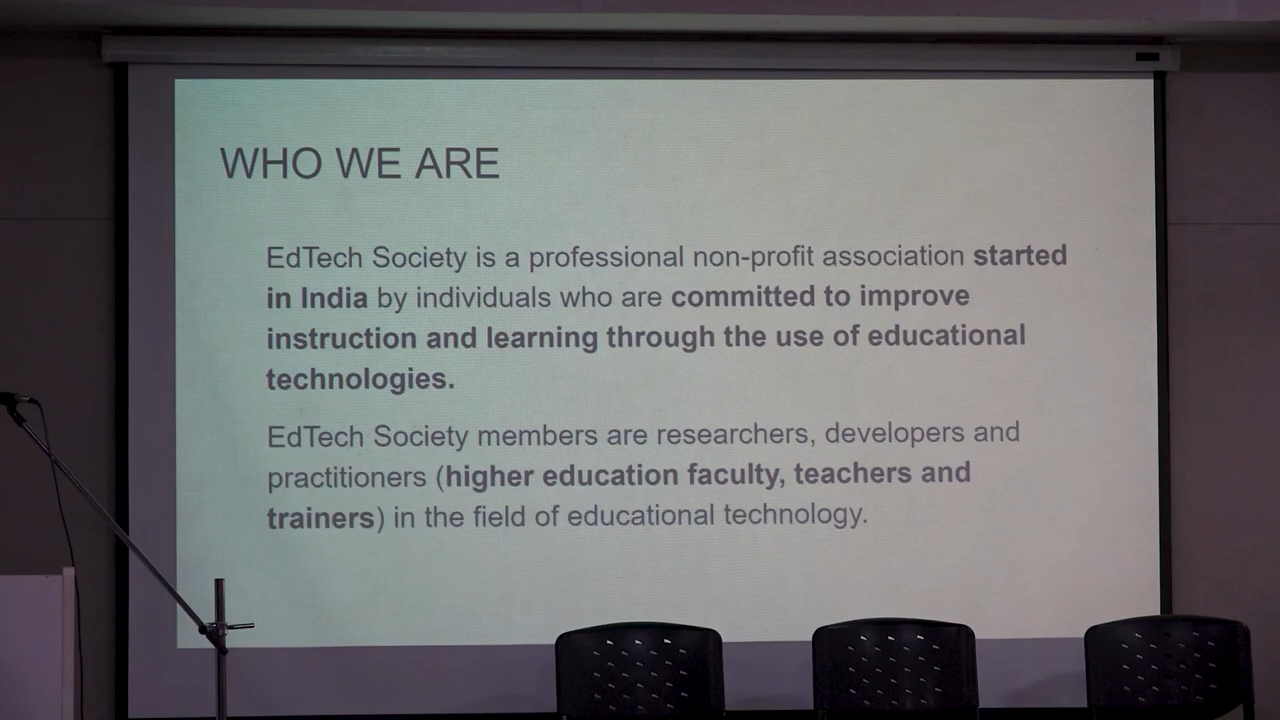 WHO WE ARE
EdTech Society is a professional non-profit association started
in India by individuals who are committed to improve
instruction and learning through the use of educational
technologies.
EdTech Society members are researchers, developers and
practitioners (higher education faculty, teachers and
trainers) in the field of educational technology.